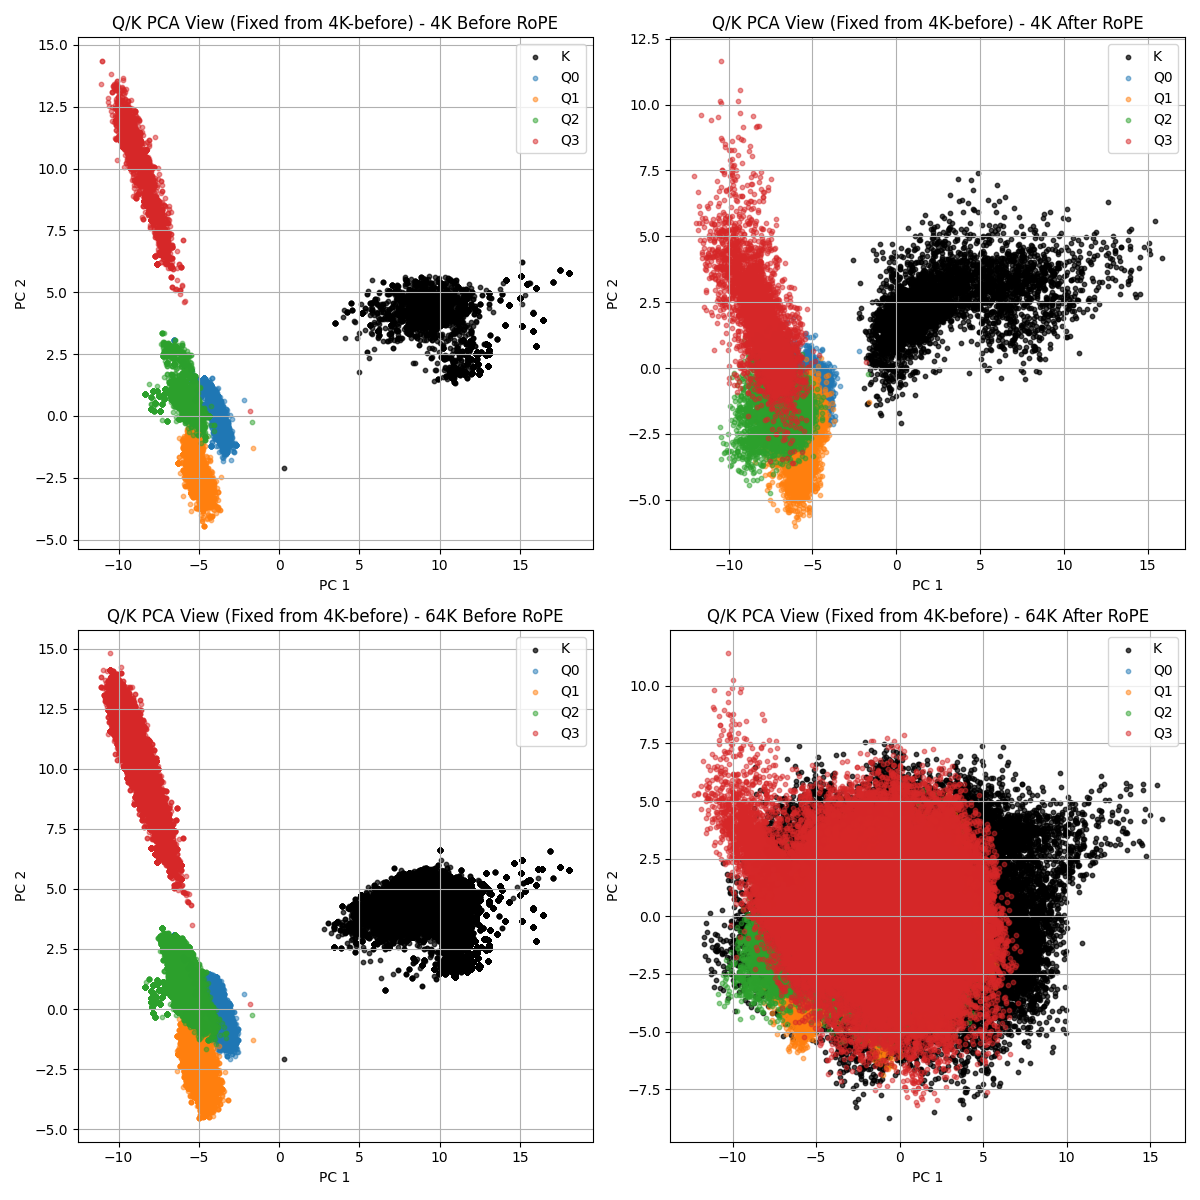 Q/K PCA View (Fixed from 4K-before) - 4K Before RoPE
15.0
12.5
10.0
7.5
5.0
2.5
0.0
−2.5
−5.0
PC 2
−10
−5
0
5
10
15
PC 1
K
Q0
Q1
Q2
Q3
Q/K PCA View (Fixed from 4K-before) - 4K After RoPE
12.5
10.0
7.5
5.0
2.5
0.0
−2.5
−5.0
PC 2
−10
−5
0
5
10
15
PC 1
K
Q0
Q1
Q2
Q3
Q/K PCA View (Fixed from 4K-before) - 64K Before RoPE
15.0
12.5
10.0
7.5
5.0
2.5
0.0
−2.5
−5.0
PC 2
−10
−5
0
5
10
15
PC 1
K
Q0
Q1
Q2
Q3
Q/K PCA View (Fixed from 4K-before) - 64K After RoPE
10.0
7.5
5.0
2.5
0.0
−2.5
−5.0
−7.5
PC 2
−10
−5
0
5
10
15
PC 1
K
Q0
Q1
Q2
Q3